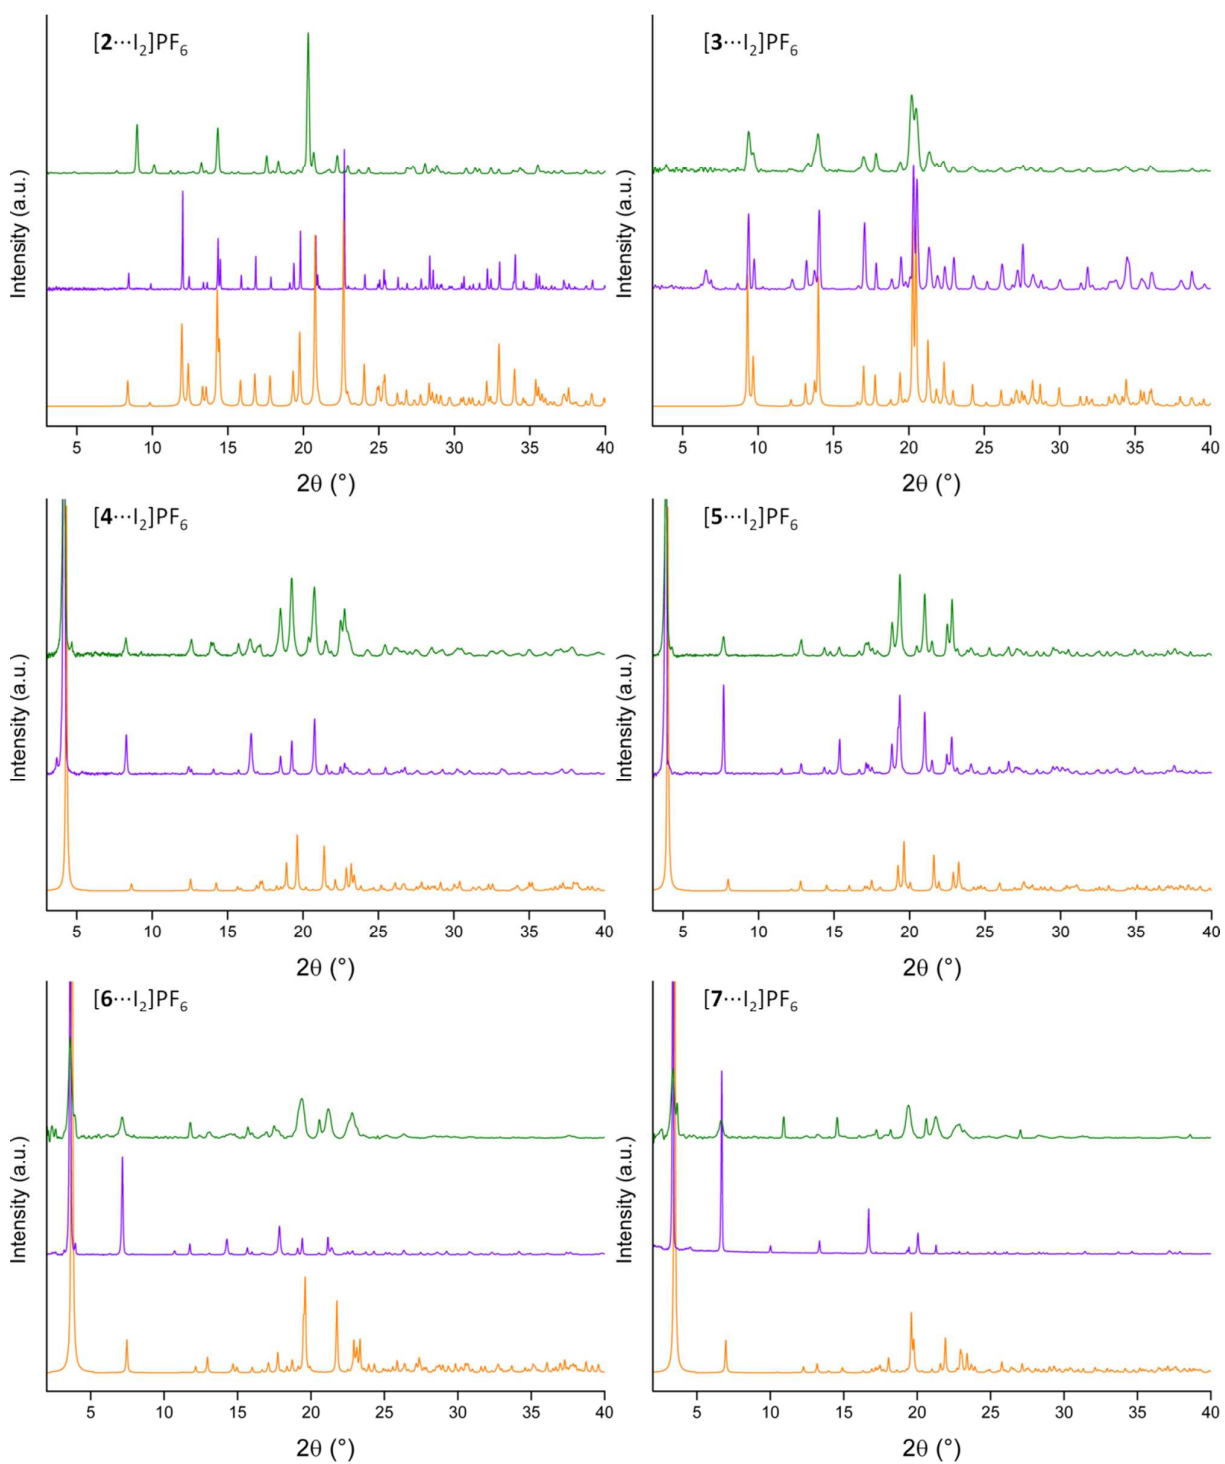 [2···I₂]PF₆
Intensity (a.u.)
5 10 15 20 25 30 35 40
2θ (°)
[3···I₂]PF₆
Intensity (a.u.)
5 10 15 20 25 30 35 40
2θ (°)
[4···I₂]PF₆
Intensity (a.u.)
5 10 15 20 25 30 35 40
2θ (°)
[5···I₂]PF₆
Intensity (a.u.)
5 10 15 20 25 30 35 40
2θ (°)
[6···I₂]PF₆
Intensity (a.u.)
5 10 15 20 25 30 35 40
2θ (°)
[7···I₂]PF₆
Intensity (a.u.)
5 10 15 20 25 30 35 40
2θ (°)